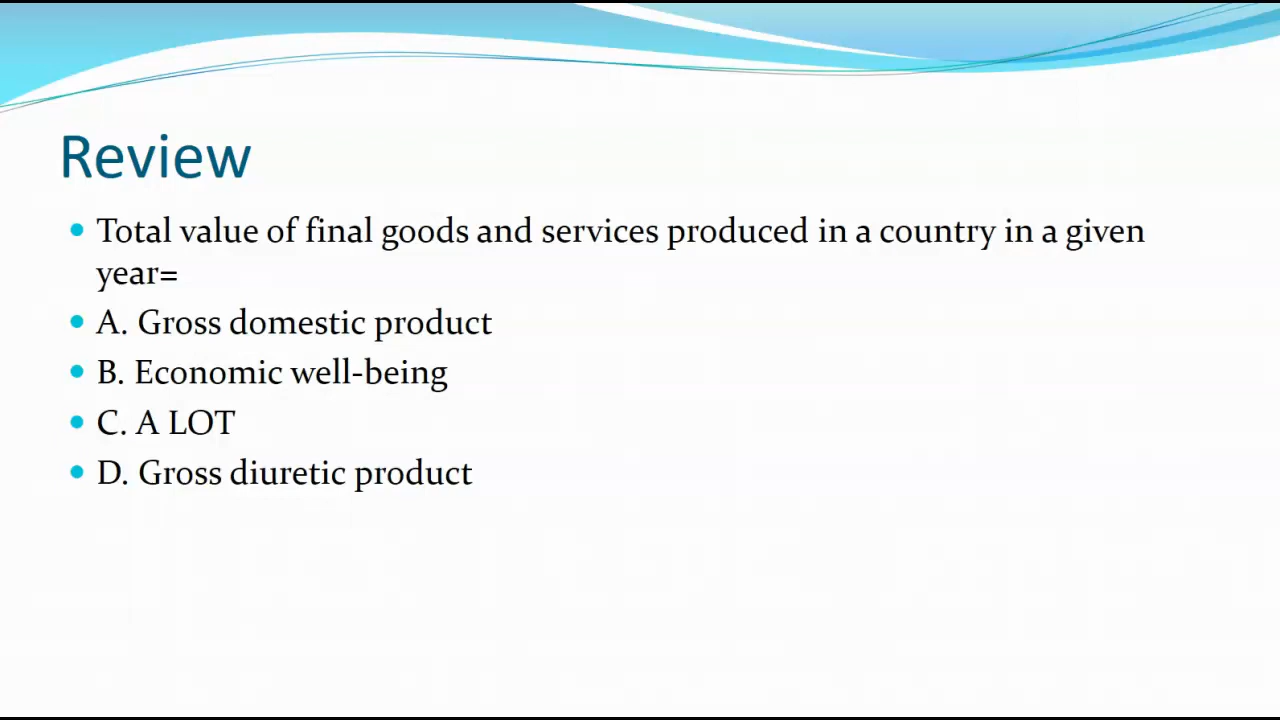 Review
Total value of final goods and services produced in a country in a given
year=
A. Gross domestic product
B. Economic well-being
C. A LOT
D. Gross diuretic product